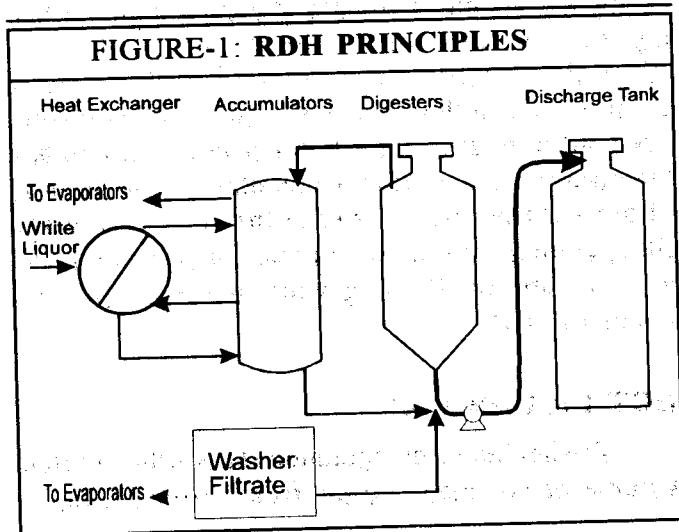 FIGURE-1: RDH PRINCIPLES
Heat Exchanger Accumulators Digesters Discharge Tank
To Evaporators
White
Liquor
Washer
Filtrate
To Evaporators